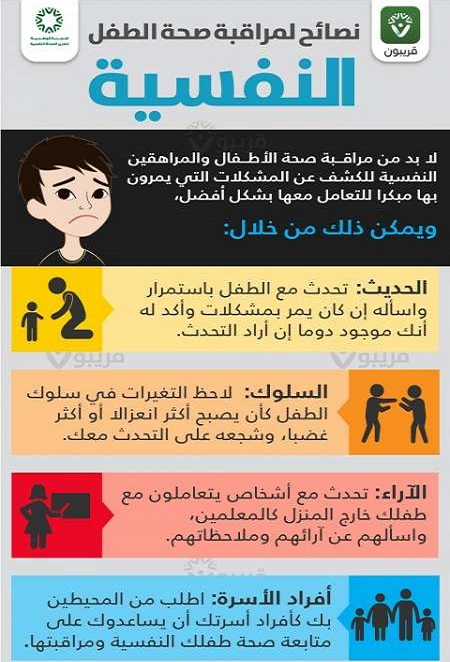 نصائح لمراقبة صحة الطفل
النفسية
قريبون
لا بد من مراقبة صحة الأطفال والمراهقين
النفسية للكشف عن المشكلات التي يمرون
بها مبكرا للتعامل معها بشكل أفضل،
ويمكن ذلك من خلال:
الحديث: تحدث مع الطفل باستمرار
واسأله إن كان يمر بمشكلات وأكد له
أنك موجود دوما إن أراد التحدث.
قريبون
قريبون
السلوك: لاحظ التغيرات في سلوك
الطفل كأن يصبح أكثر انعزالا أو أكثر
غضبا، وشجعه على التحدث معك.
الآراء: تحدث مع أشخاص يتعاملون مع
طفلك خارج المنزل كالمعلمين،
واسألهم عن آرائهم وملاحظاتهم.
أفراد الأسرة: اطلب من المحيطين
بك كأفراد أسرتك أن يساعدوك على
متابعة صحة طفلك النفسية ومراقبتها.